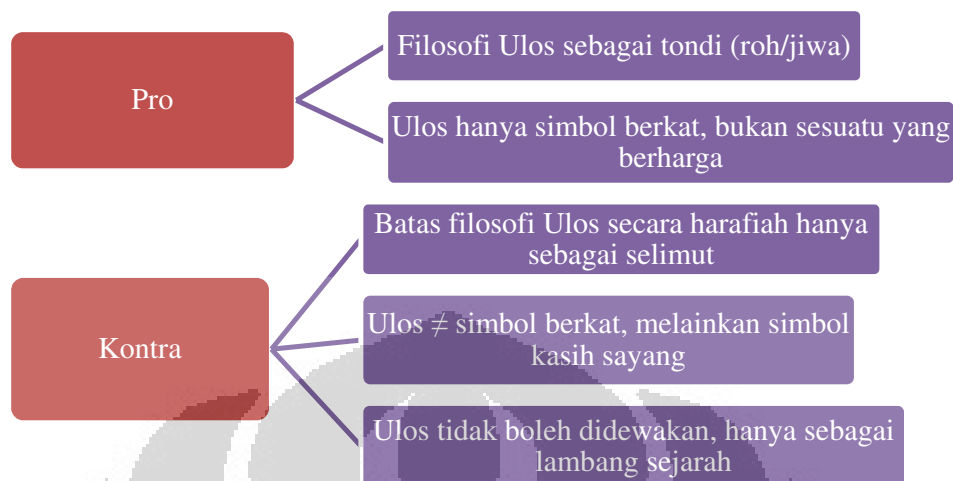 Pro
Filosofi Ulos sebagai tondi (roh/jiwa)
Ulos hanya simbol berkat, bukan sesuatu yang
berharga
Kontra
Batas filosofi Ulos secara harafiah hanya
sebagai selimut
Ulos ≠ simbol berkat, melainkan simbol
kasih sayang
Ulos tidak boleh didewakan, hanya sebagai
lambang sejarah